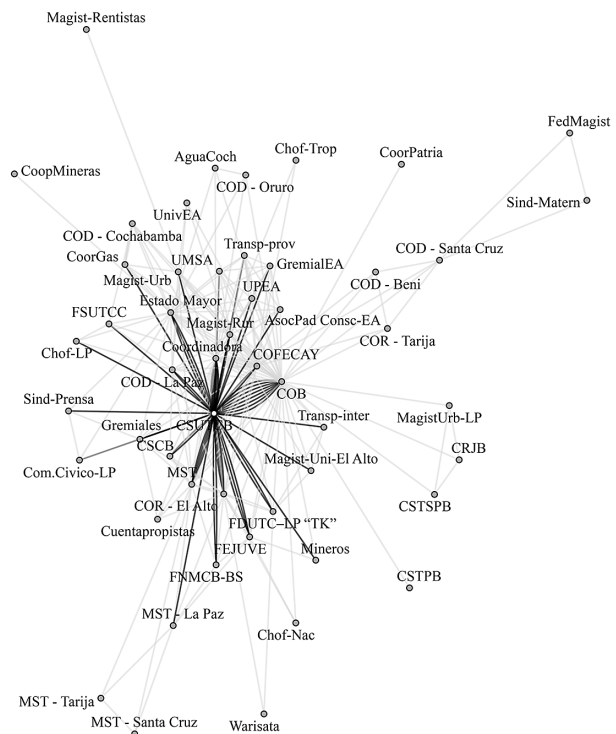 Magist-Rentistas
FedMagist
Chof-Trop
AguaCoch
CoorPatria
CoopMineras
COD - Oruro
Sind-Matern
UnivEA
COD - Cochabamba
Transp-prov
COD - Santa Cruz
CoorGas
UMSA
GremialEA
Magist-Urb
COD - Beni
UPEA
Estado Mayor
FSUTCC
Magist-Rur
AsocPad Consc-EA
COR - Tarija
Chof-LP
Coordinadora
COFECAY
COD - La Paz
COB
Sind-Prensa
Transp-inter
MagistUrb-LP
Gremiales
CSUTCB
CSCB
CRJB
Com.Civico-LP
MST
Magist-Uni-El Alto
COR - El Alto
CSTSPB
Cuentapropistas
FDUTC–LP “TK”
FEJUVE
Mineros
FNMCB-BS
CSTPB
MST - La Paz
Chof-Nac
MST - Tarija
MST - Santa Cruz
Warisata